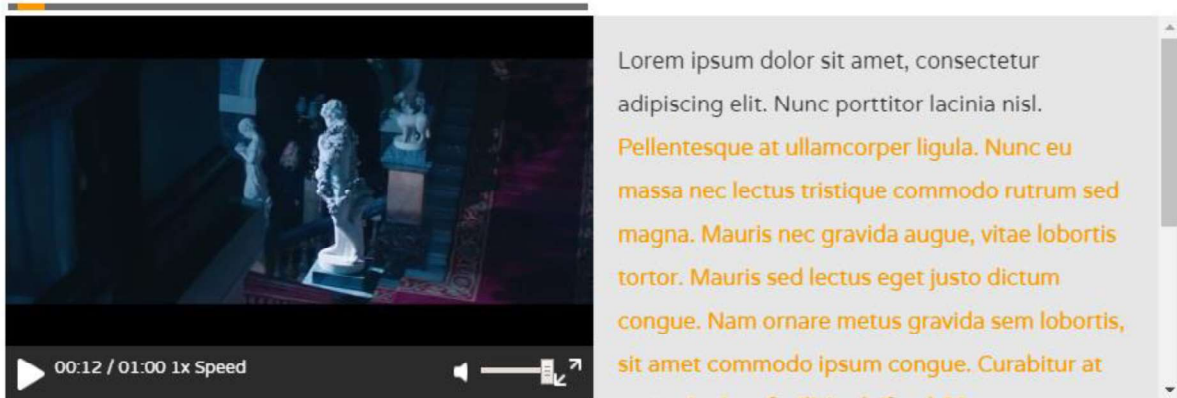 Lorem ipsum dolor sit amet, consectetur
adipiscing elit. Nunc porttitor lacinia nisl.
Pellentesque at ullamcorper ligula. Nunc eu
massa nec lectus tristique commodo rutrum sed
magna. Mauris nec gravida augue, vitae lobortis
tortor. Mauris sed lectus eget justo dictum
congue. Nam ornare metus gravida sem lobortis,
sit amet commodo ipsum congue. Curabitur at
00:12 / 01:00 1x Speed